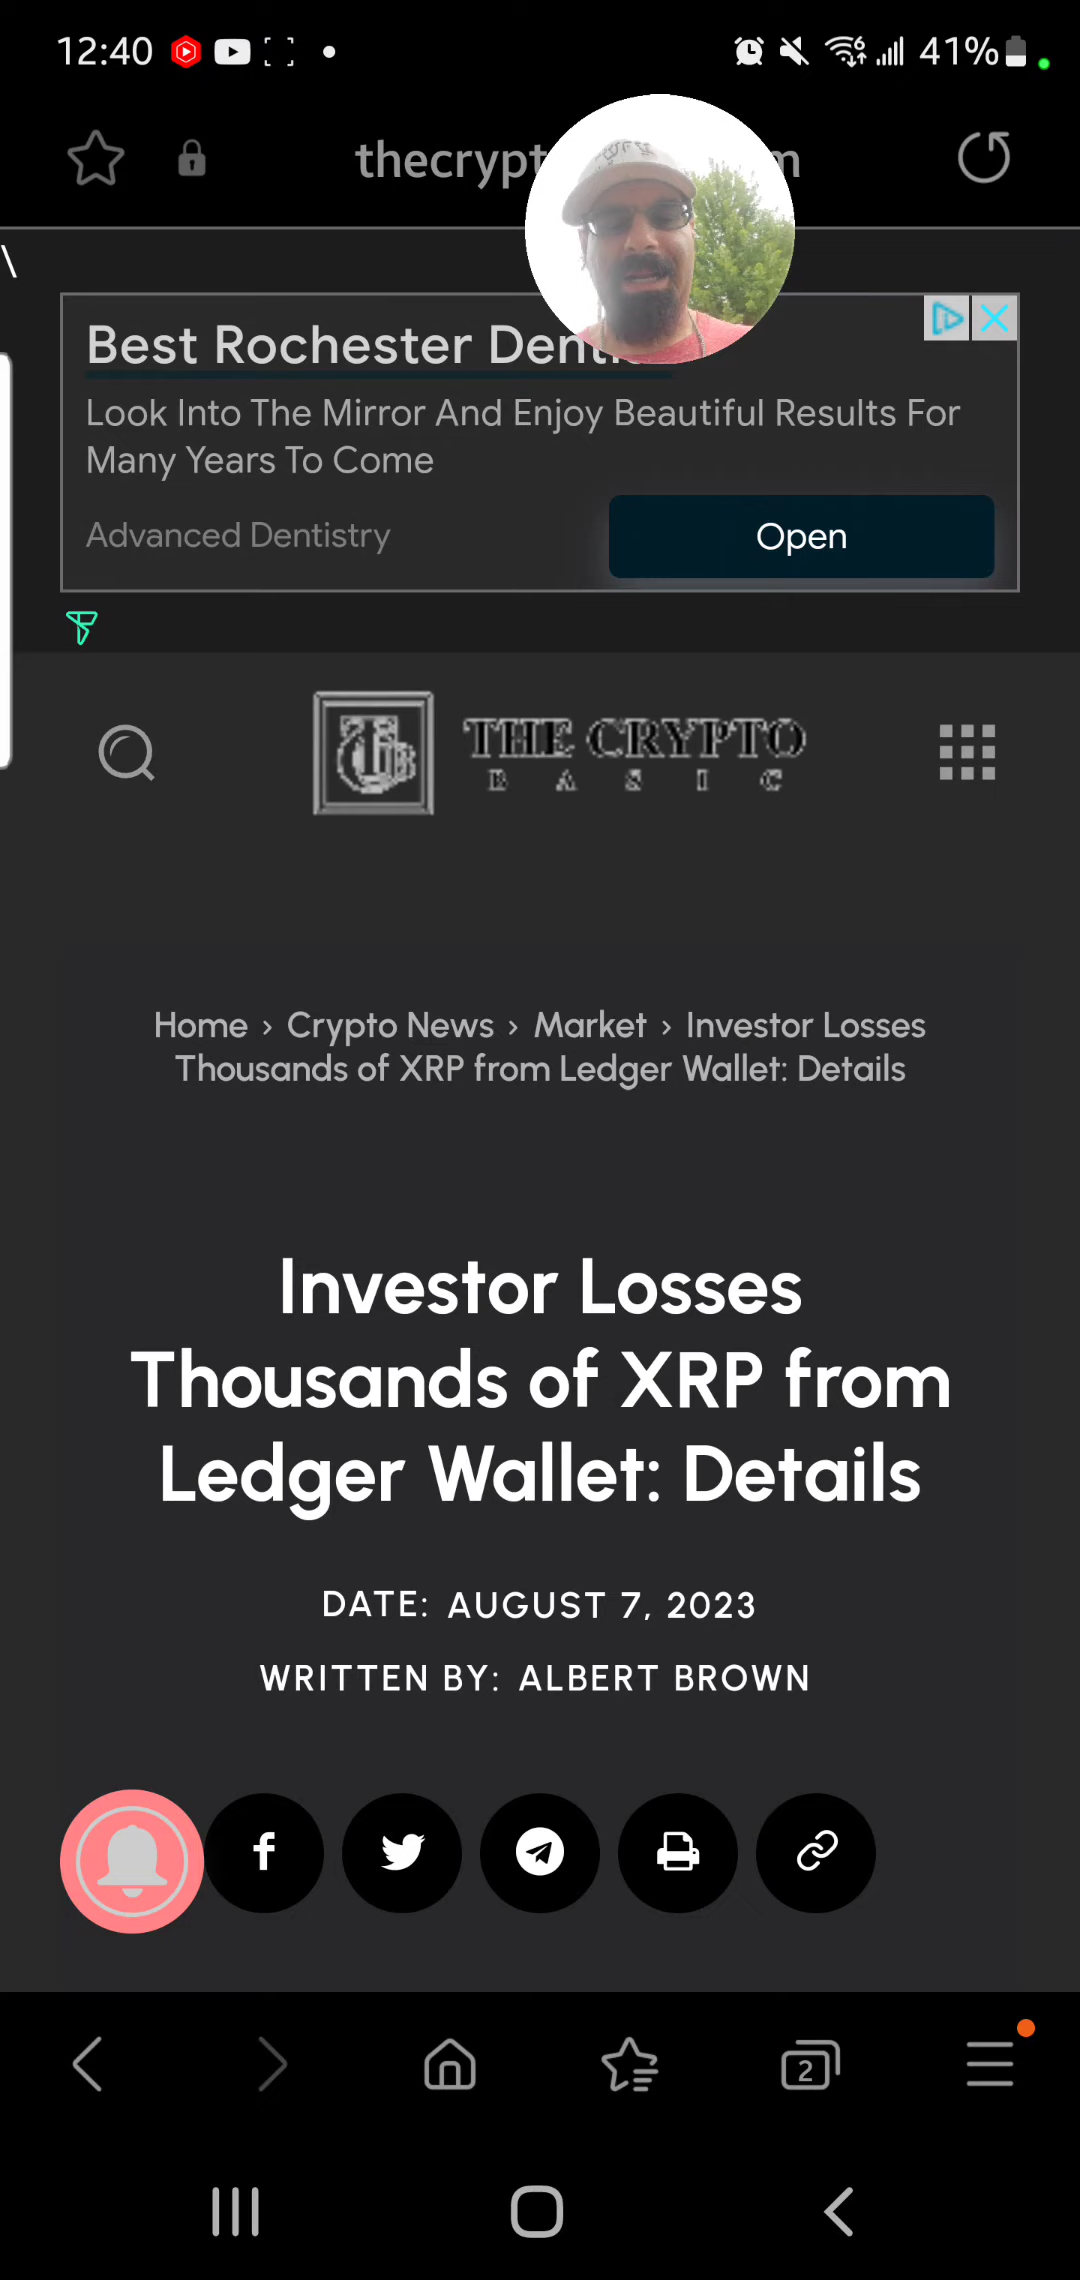 12:40
41%
thecrypt
m
\
Best Rochester
Look Into The Mirror And Enjoy Beautiful Results For
Many Years To Come
Advanced Dentistry
Open
THE CRYPTO
BASIC
Home › Crypto News › Market › Investor Losses
Thousands of XRP from Ledger Wallet: Details
Investor Losses
Thousands of XRP from
Ledger Wallet: Details
DATE: AUGUST 7, 2023
WRITTEN BY: ALBERT BROWN
2